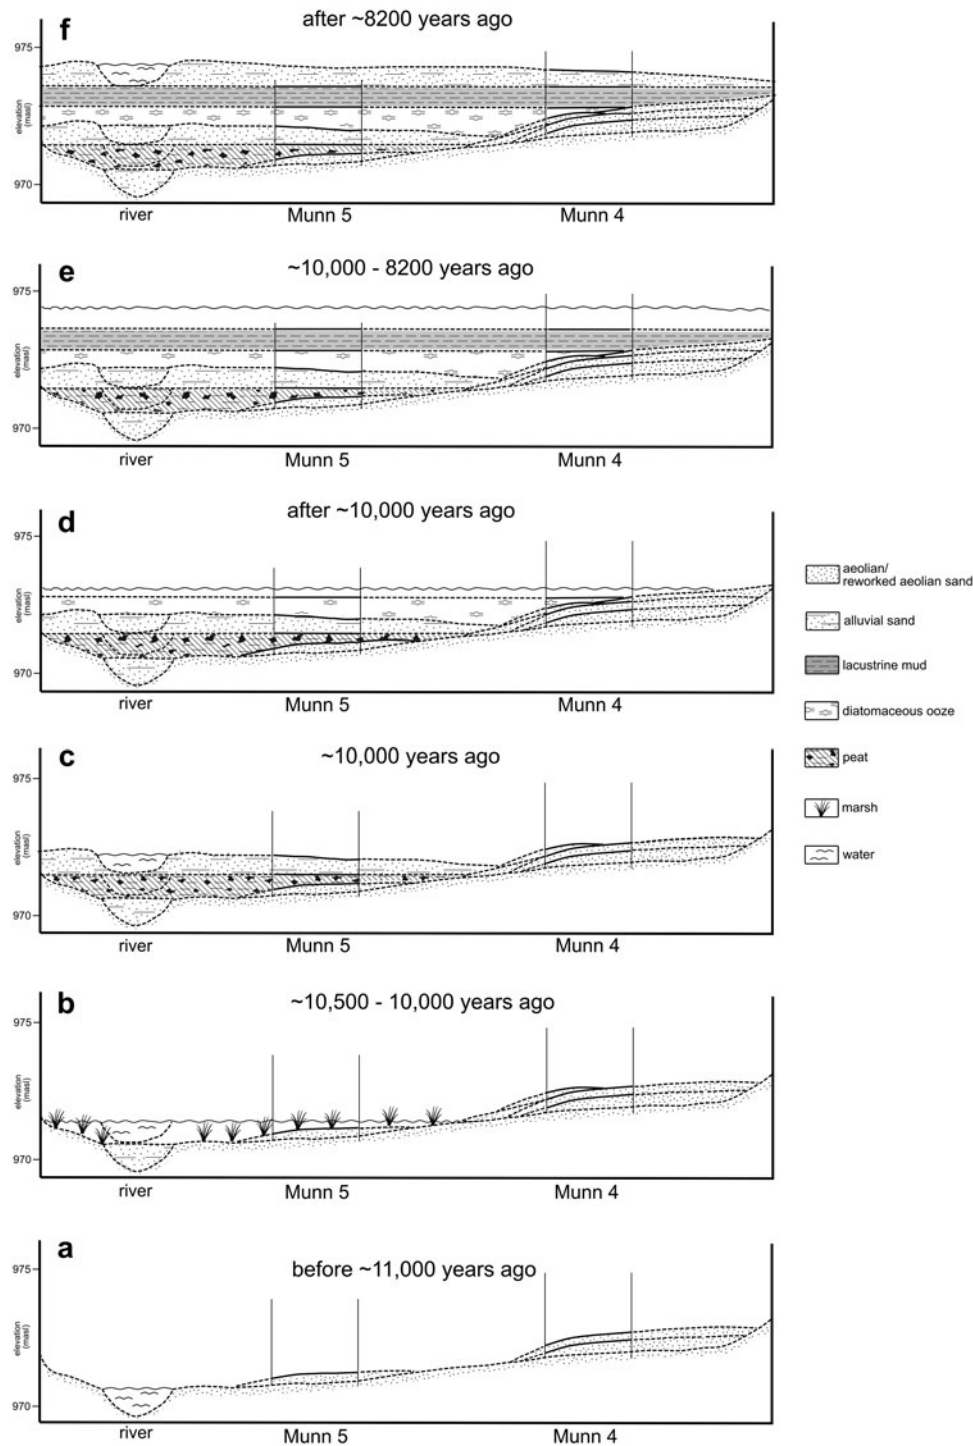 f
after ~8200 years ago
975
elevation
(masl)
970
river
Munn 5
Munn 4
e
~10,000 - 8200 years ago
975
elevation
(masl)
970
river
Munn 5
Munn 4
d
after ~10,000 years ago
975
elevation
(masl)
970
river
Munn 5
Munn 4
c
~10,000 years ago
975
elevation
(masl)
970
river
Munn 5
Munn 4
b
~10,500 - 10,000 years ago
975
elevation
(masl)
970
river
Munn 5
Munn 4
a
before ~11,000 years ago
975
elevation
(masl)
970
river
Munn 5
Munn 4
aeolian/
reworked aeolian sand
alluvial sand
lacustrine mud
diatomaceous ooze
peat
marsh
water